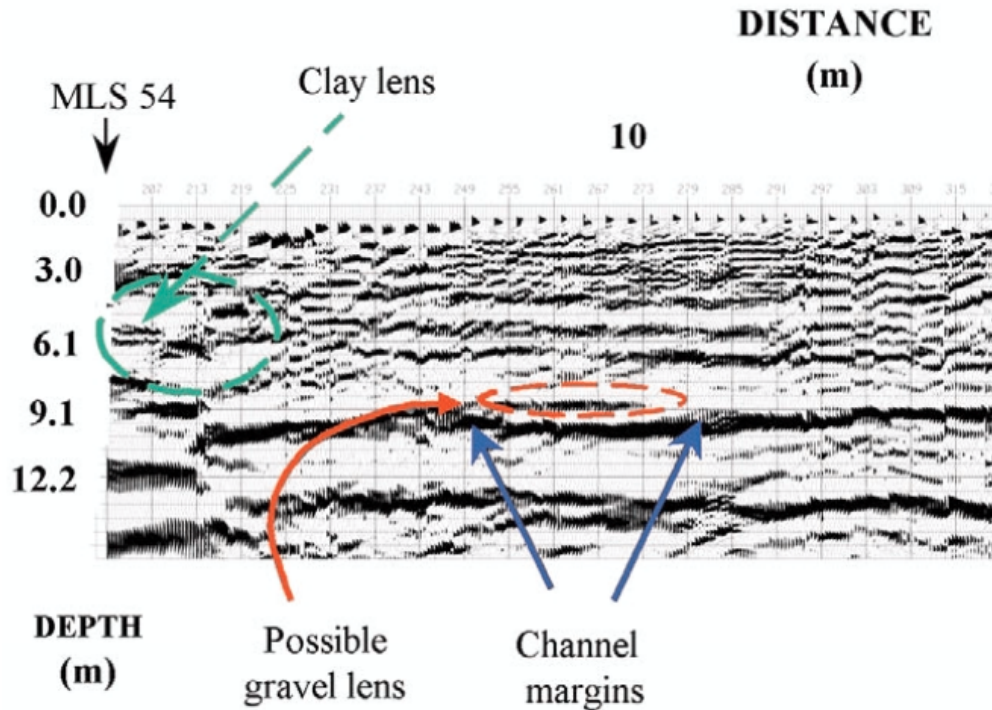 DISTANCE
(m)
Clay lens
MLS 54
10
207 213 219 225 231 237 243 249 255 261 267 273 279 285 291 297 303 309 315
0.0
3.0
6.1
9.1
12.2
DEPTH
(m)
Possible
gravel lens
Channel
margins